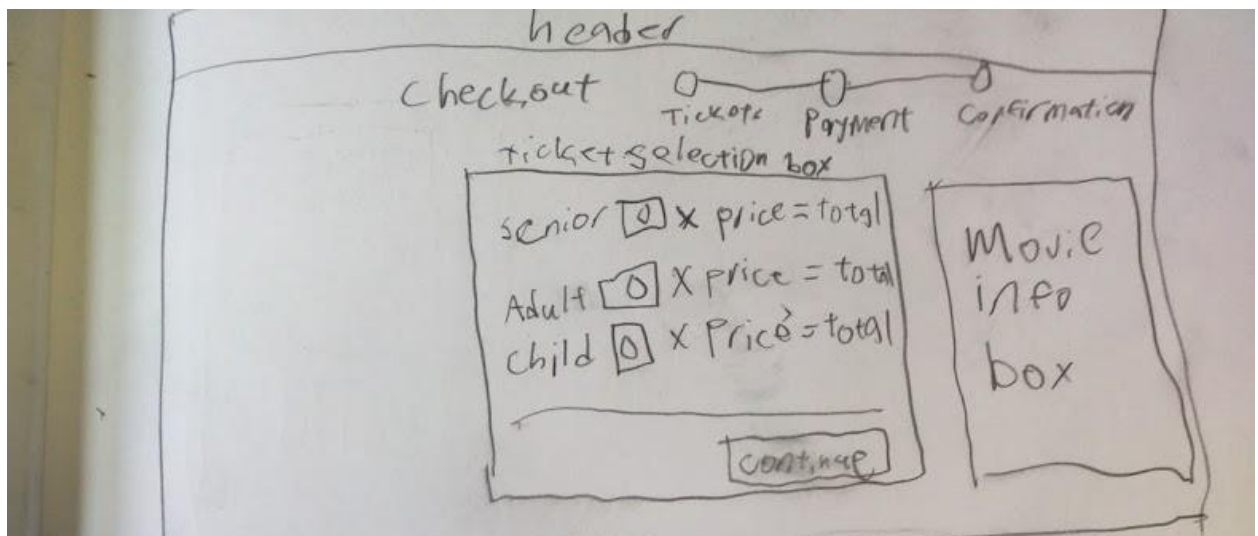 header
Checkout
Tickets Payment Confirmation
ticket selection box
senior 0 x price = total
Adult 0 x price = total
child 0 x Price = total
continue
Movie
info
box